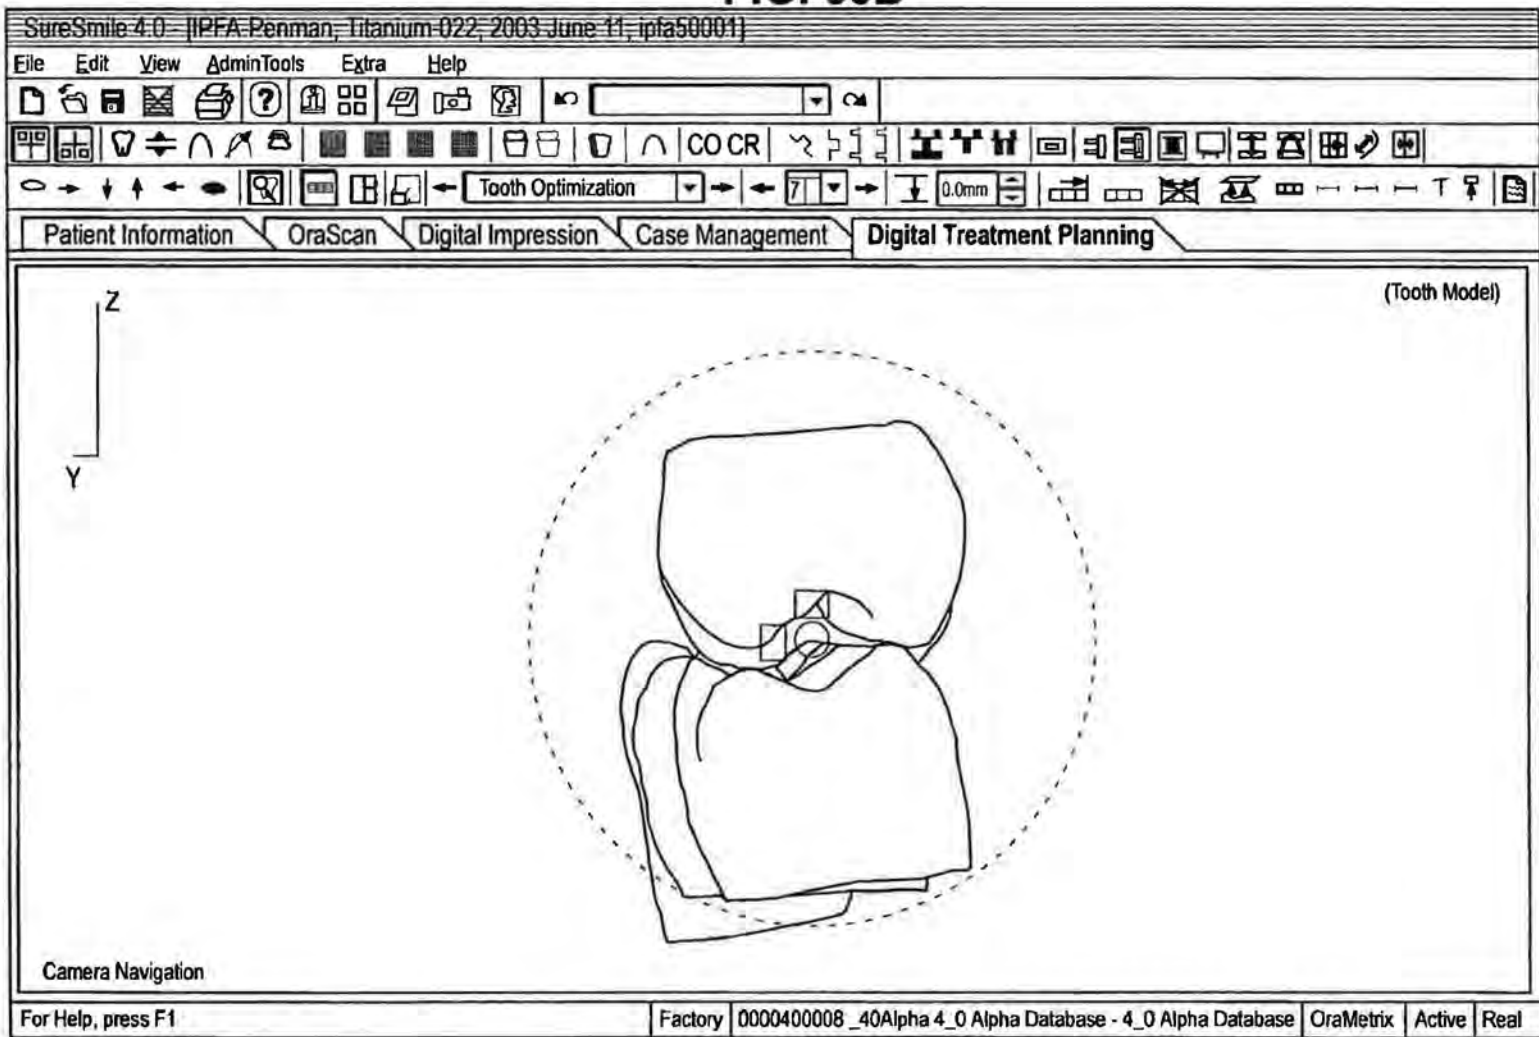 SureSmile 4.0 - [IPFA-Penman, Titanium-022, 2003 June 11, ipfa50001]
File Edit View AdminTools Extra Help
CO CR
Tooth Optimization 7 0.0mm
Patient Information OraScan Digital Impression Case Management Digital Treatment Planning
Z (Tooth Model)
Y
Camera Navigation
For Help, press F1 Factory 0000400008 _40Alpha 4_0 Alpha Database - 4_0 Alpha Database OraMetrix Active Real